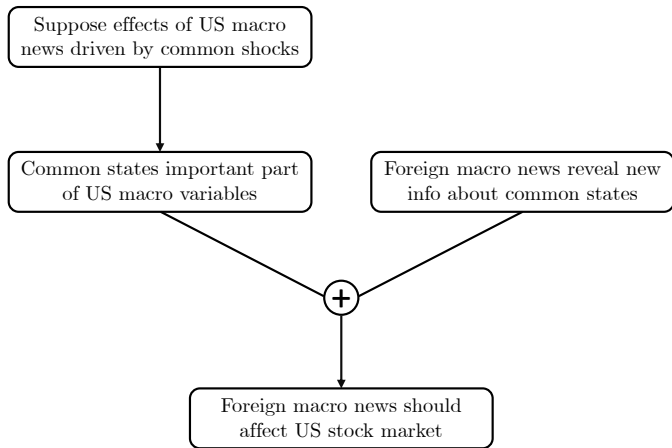 Suppose effects of US macro
news driven by common shocks
Common states important part
of US macro variables
Foreign macro news reveal new
info about common states
+
Foreign macro news should
affect US stock market